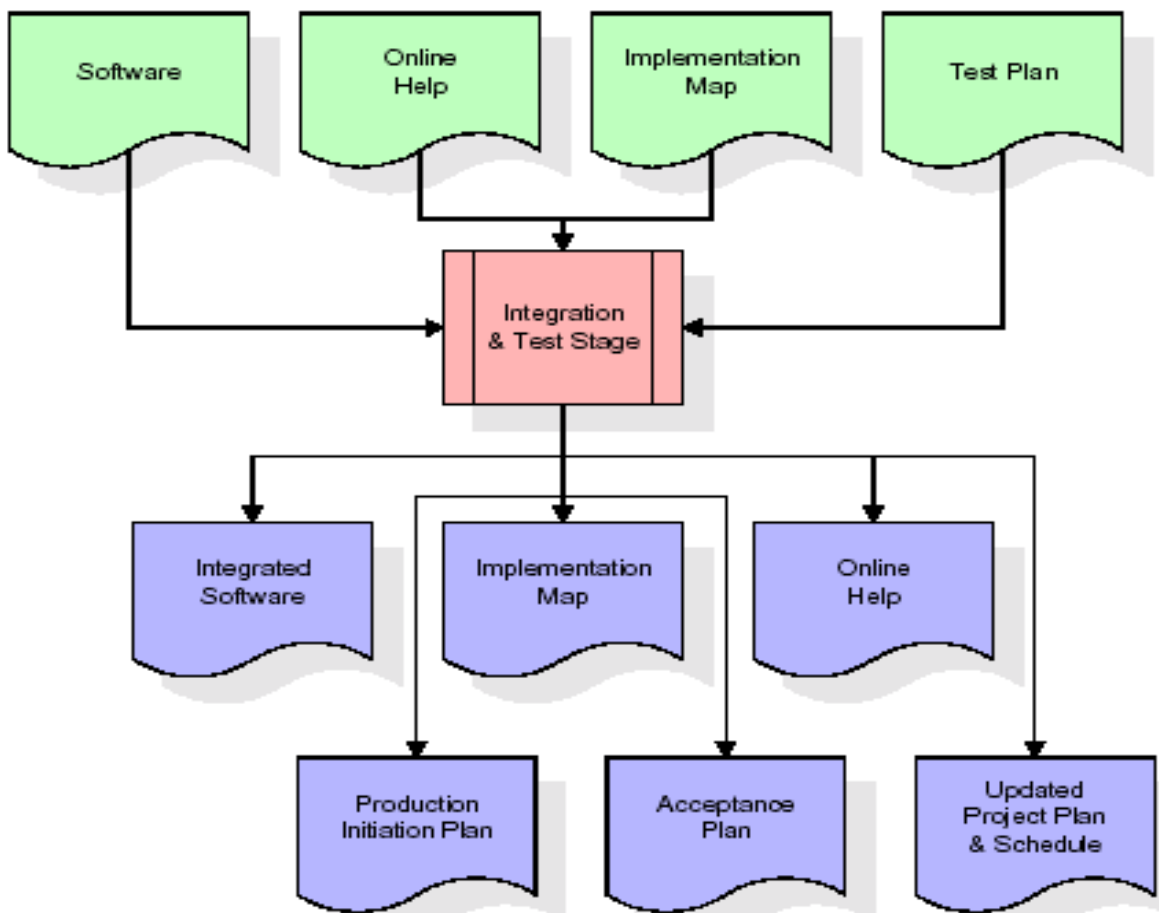 Software
Online
Help
Implementation
Map
Test Plan
Integration
& Test Stage
Integrated
Software
Implementation
Map
Online
Help
Production
Initiation Plan
Acceptance
Plan
Updated
Project Plan
& Schedule